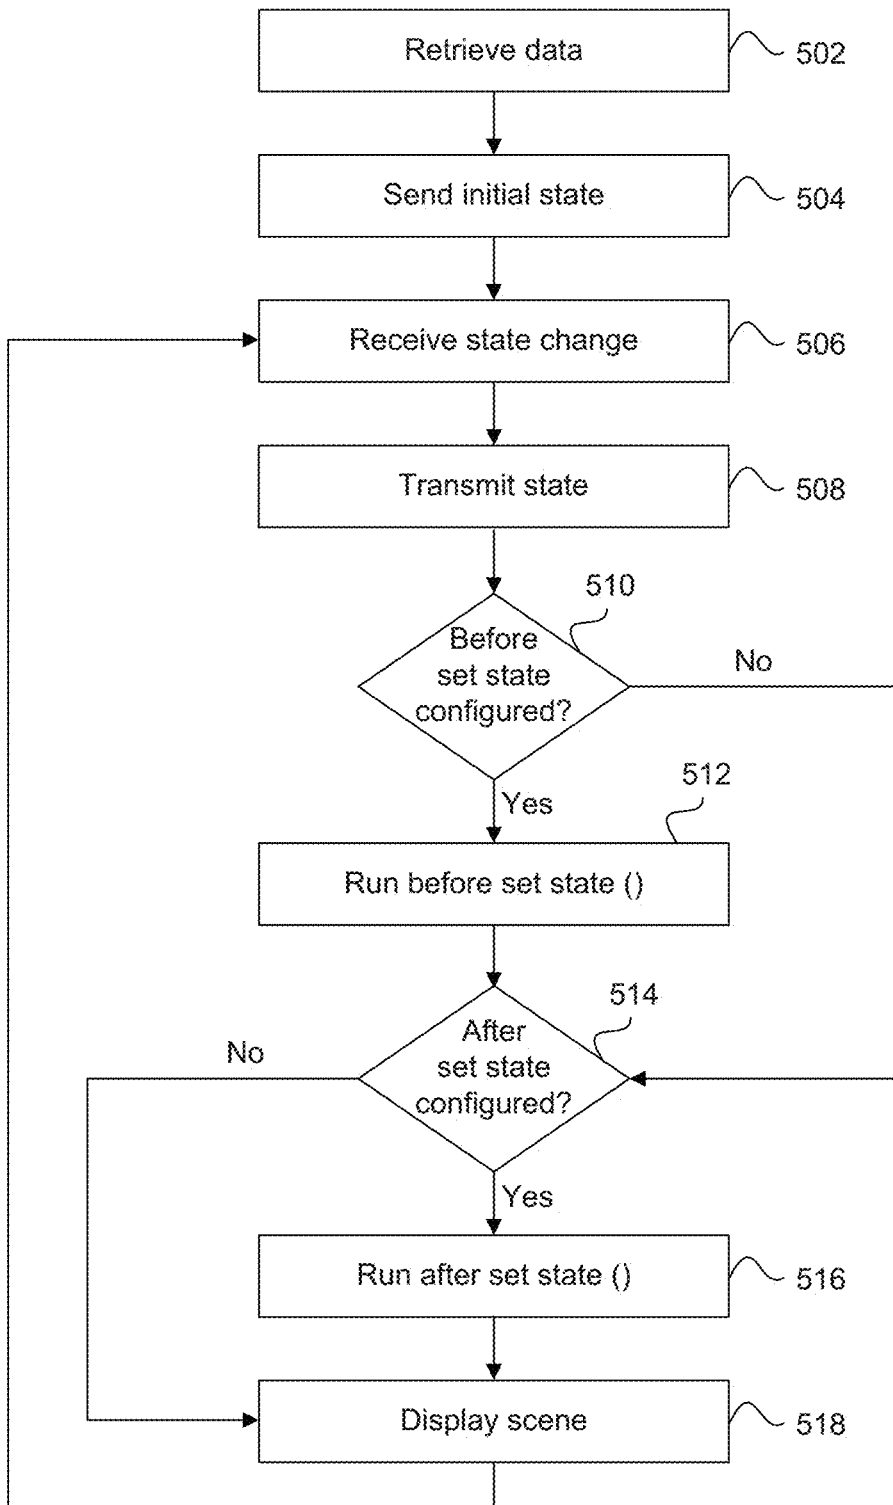 Retrieve data
502
Send initial state
504
Receive state change
506
Transmit state
508
510
Before
set state
configured?
No
Yes
512
Run before set state ()
514
After
set state
configured?
No
Yes
Run after set state ()
516
Display scene
518